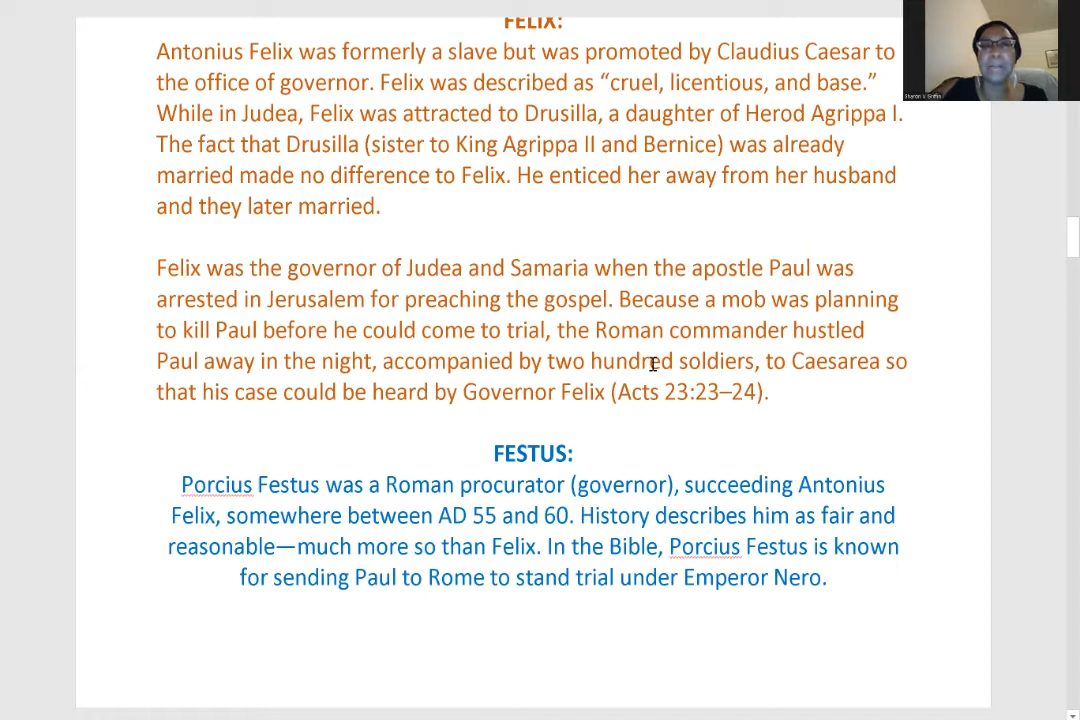 FELIX:
Antonius Felix was formerly a slave but was promoted by Claudius Caesar to
the office of governor. Felix was described as “cruel, licentious, and base.”
While in Judea, Felix was attracted to Drusilla, a daughter of Herod Agrippa I.
The fact that Drusilla (sister to King Agrippa II and Bernice) was already
married made no difference to Felix. He enticed her away from her husband
and they later married.
Felix was the governor of Judea and Samaria when the apostle Paul was
arrested in Jerusalem for preaching the gospel. Because a mob was planning
to kill Paul before he could come to trial, the Roman commander hustled
Paul away in the night, accompanied by two hundred soldiers, to Caesarea so
that his case could be heard by Governor Felix (Acts 23:23–24).
FESTUS:
Porcius Festus was a Roman procurator (governor), succeeding Antonius
Felix, somewhere between AD 55 and 60. History describes him as fair and
reasonable—much more so than Felix. In the Bible, Porcius Festus is known
for sending Paul to Rome to stand trial under Emperor Nero.
Sharon V Griffin